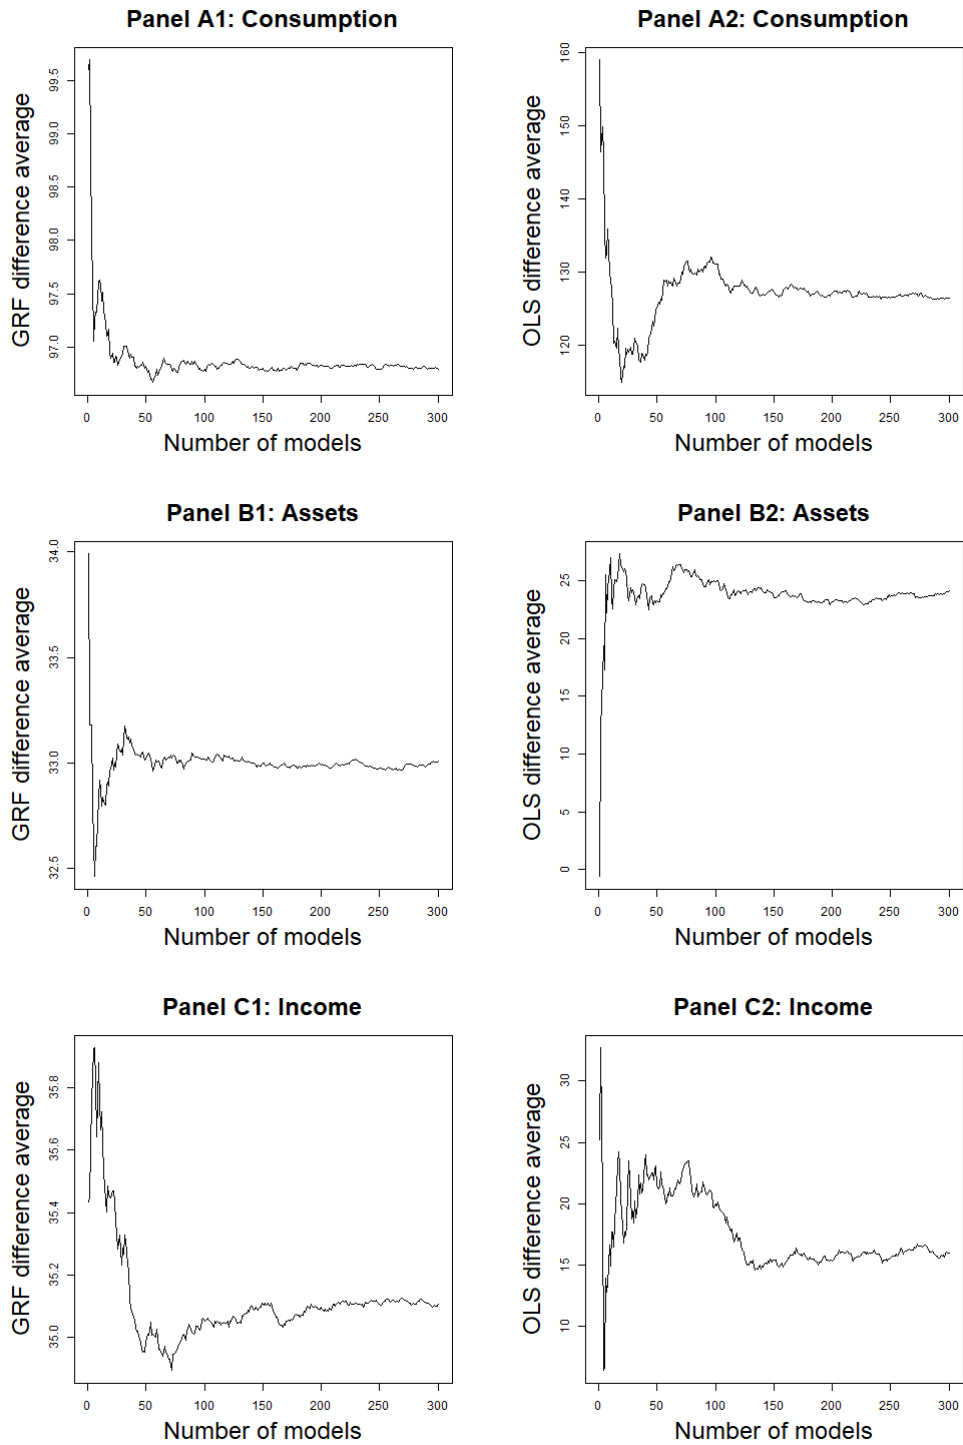 Panel A1: Consumption
GRF difference average
97.0 97.5 98.0 98.5 99.0 99.5
0 50 100 150 200 250 300
Number of models
Panel A2: Consumption
OLS difference average
120 130 140 150 160
0 50 100 150 200 250 300
Number of models
Panel B1: Assets
GRF difference average
32.5 33.0 33.5 34.0
0 50 100 150 200 250 300
Number of models
Panel B2: Assets
OLS difference average
0 5 10 15 20 25
0 50 100 150 200 250 300
Number of models
Panel C1: Income
GRF difference average
35.0 35.2 35.4 35.6 35.8
0 50 100 150 200 250 300
Number of models
Panel C2: Income
OLS difference average
10 15 20 25 30
0 50 100 150 200 250 300
Number of models